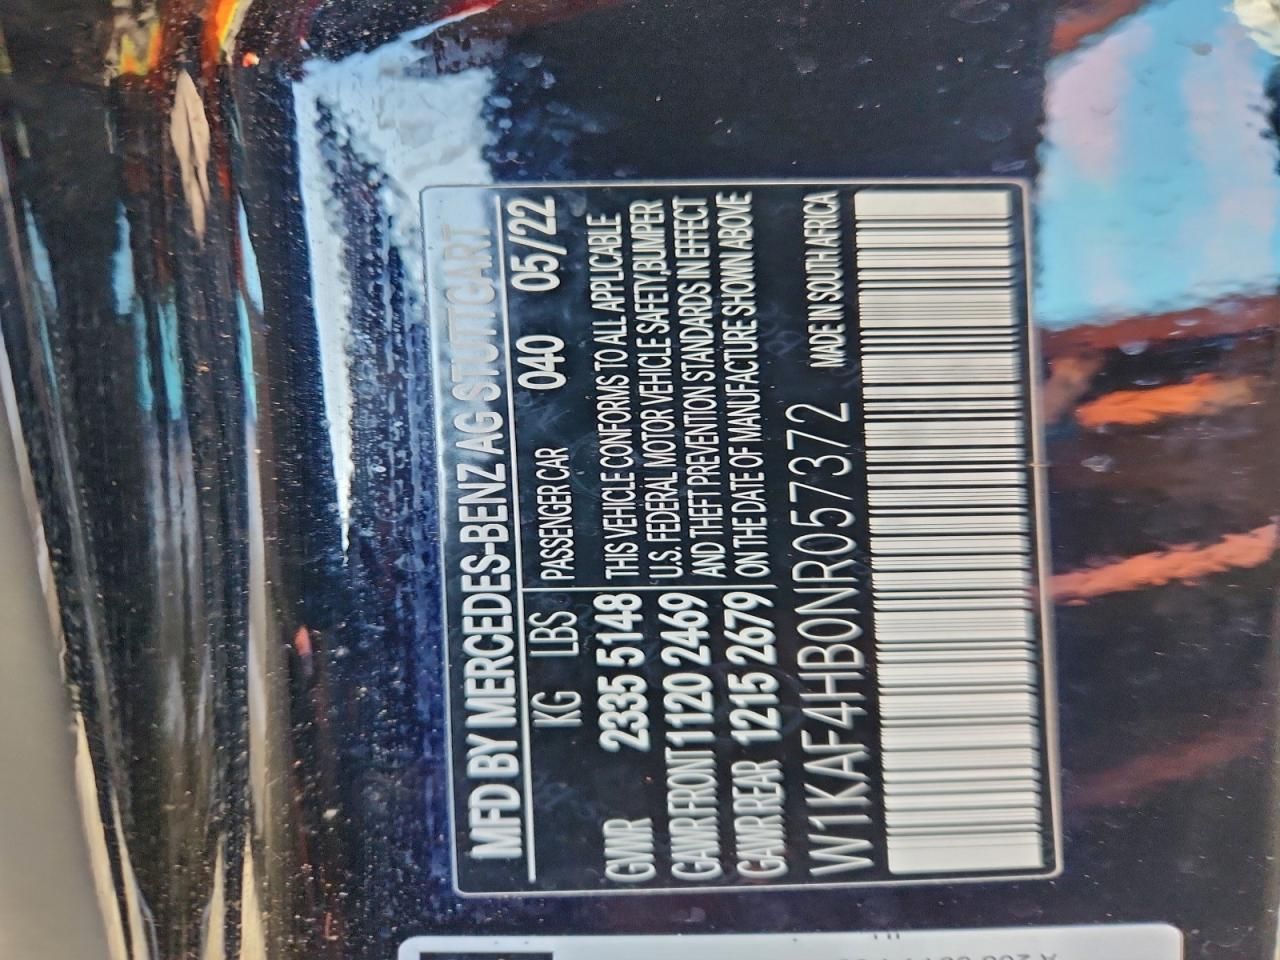 MFD BY MERCEDES-BENZ AG STUTTGART
KG LBS PASSENGER CAR 040 05/22
GVWR 2335 5148 THIS VEHICLE CONFORMS TO ALL APPLICABLE
GAWR FRONT 1120 2469 U.S. FEDERAL MOTOR VEHICLE SAFETY,BUMPER
GAWR REAR 1215 2679 AND THEFT PREVENTION STANDARDS IN EFFECT
ON THE DATE OF MANUFACTURE SHOWN ABOVE
W1KAF4HB0NR057372 MADE IN SOUTH AFRICA